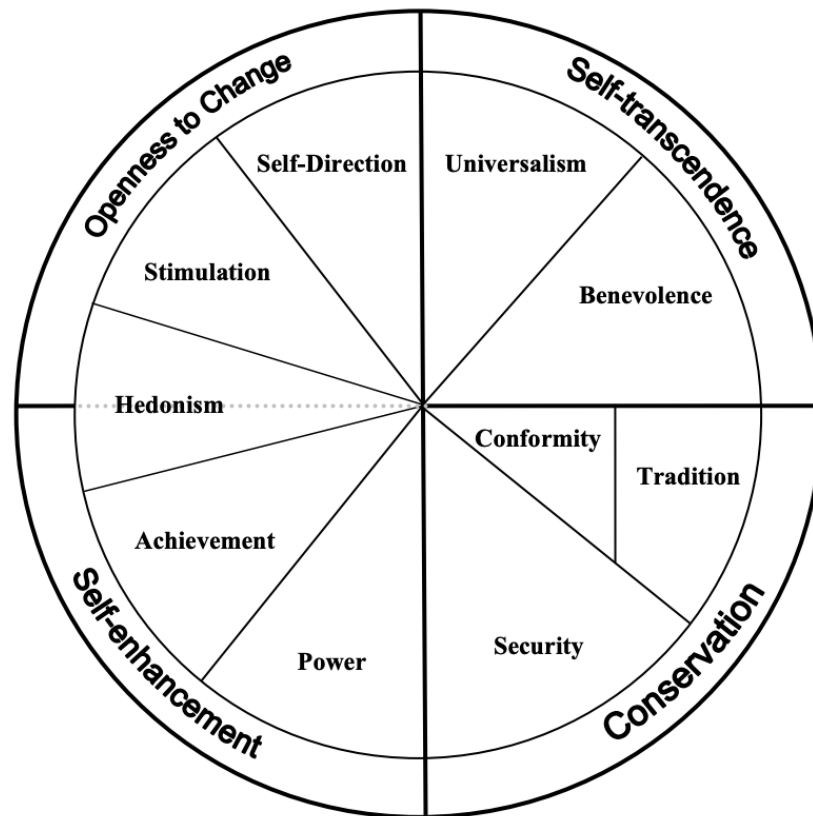 Openness to Change
Self-transcendence
Self-Direction
Universalism
Stimulation
Benevolence
Hedonism
Conformity
Tradition
Achievement
Power
Security
Self-enhancement
Conservation